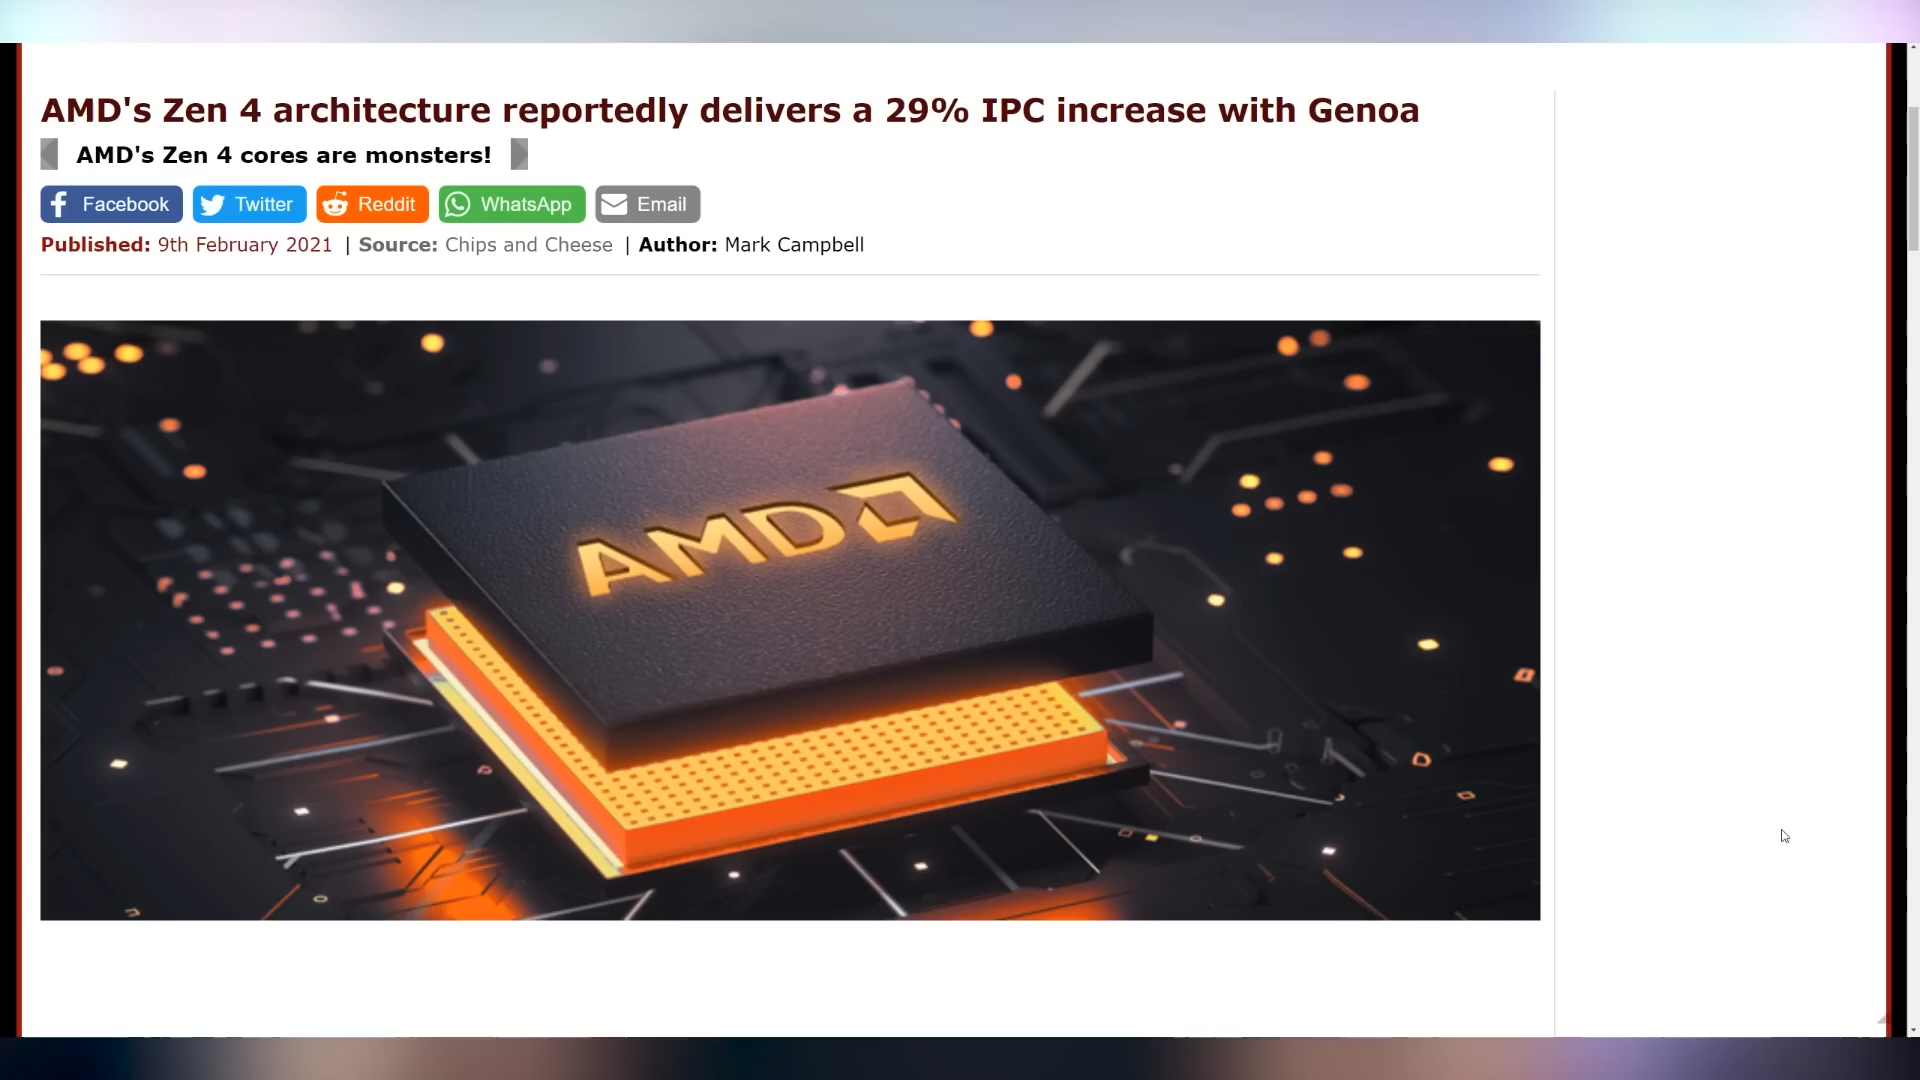 AMD's Zen 4 architecture reportedly delivers a 29% IPC increase with Genoa
AMD's Zen 4 cores are monsters!
Facebook Twitter Reddit WhatsApp Email
Published: 9th February 2021 | Source: Chips and Cheese | Author: Mark Campbell
AMD